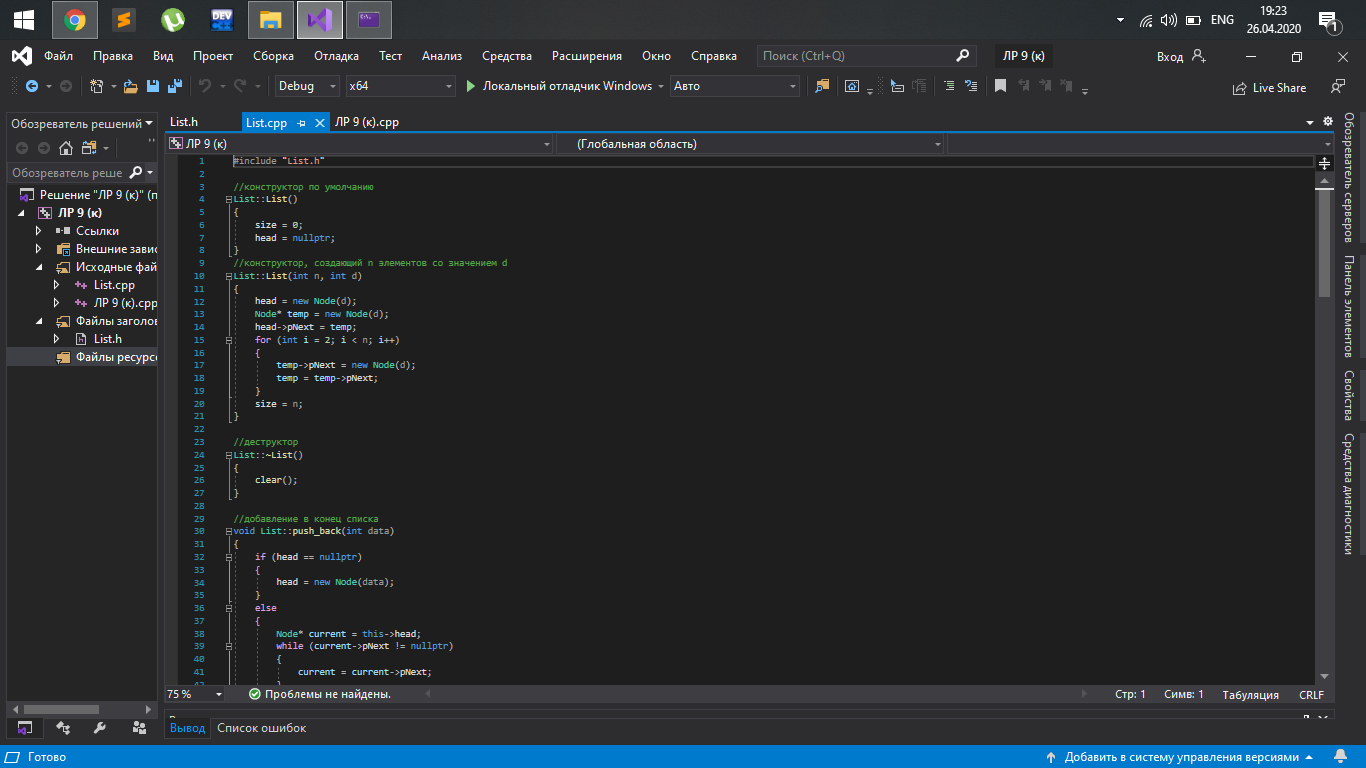 DEV
ENG
19:23
26.04.2020
1
Файл Правка Вид Проект Сборка Отладка Тест Анализ Средства Расширения Окно Справка Поиск (Ctrl+Q) ЛР 9 (к) Вход
Debug x64 Локальный отладчик Windows Авто Live Share
Обозреватель решений
Обозреватель реше
Решение "ЛР 9 (к)" (п
ЛР 9 (к)
Ссылки
Внешние зави
Исходные фай
List.cpp
ЛР 9 (к).cpp
Файлы заголо
List.h
Файлы ресурс
List.h List.cpp ЛР 9 (к).cpp
ЛР 9 (к) (Глобальная область)
1 #include "List.h"
2
3 //конструктор по умолчанию
4 List::List()
5 {
6 size = 0;
7 head = nullptr;
8 }
9 //конструктор, создающий n элементов со значением d
10 List::List(int n, int d)
11 {
12 head = new Node(d);
13 Node* temp = new Node(d);
14 head->pNext = temp;
15 for (int i = 2; i < n; i++)
16 {
17 temp->pNext = new Node(d);
18 temp = temp->pNext;
19 }
20 size = n;
21 }
22
23 //деструктор
24 List::~List()
25 {
26 clear();
27 }
28
29 //добавление в конец списка
30 void List::push_back(int data)
31 {
32 if (head == nullptr)
33 {
34 head = new Node(data);
35 }
36 else
37 {
38 Node* current = this->head;
39 while (current->pNext != nullptr)
40 {
41 current = current->pNext;
75 % Проблемы не найдены. Стр: 1 Симв: 1 Табуляция CRLF
Вывод Список ошибок
Обозреватель серверов
Панель элементов
Свойства
Средства диагностики
Готово Добавить в систему управления версиями